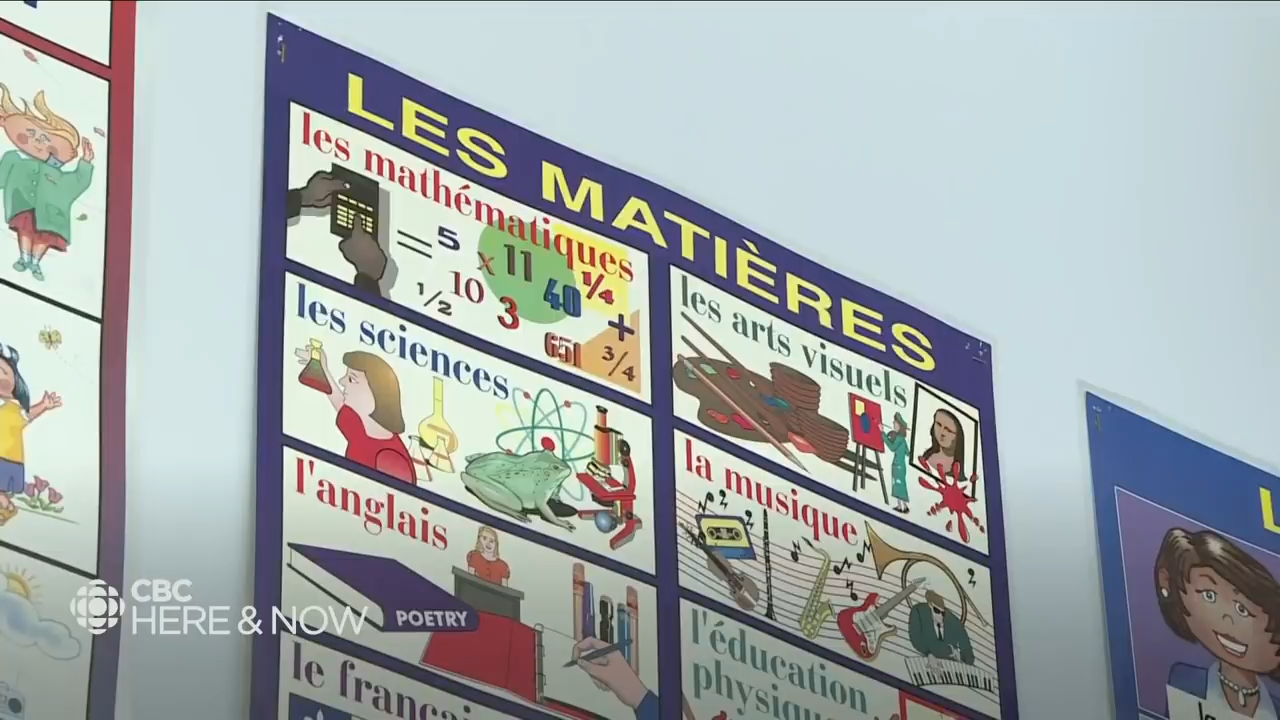 LES MATIÈRES
les mathématiques
= 5 x 11 40 1/4
1/2 10 3 +
651 3/4
les sciences
l'anglais
POETRY
le françai
les arts visuels
la musique
l'éducation
physique
L
CBC
HERE & NOW